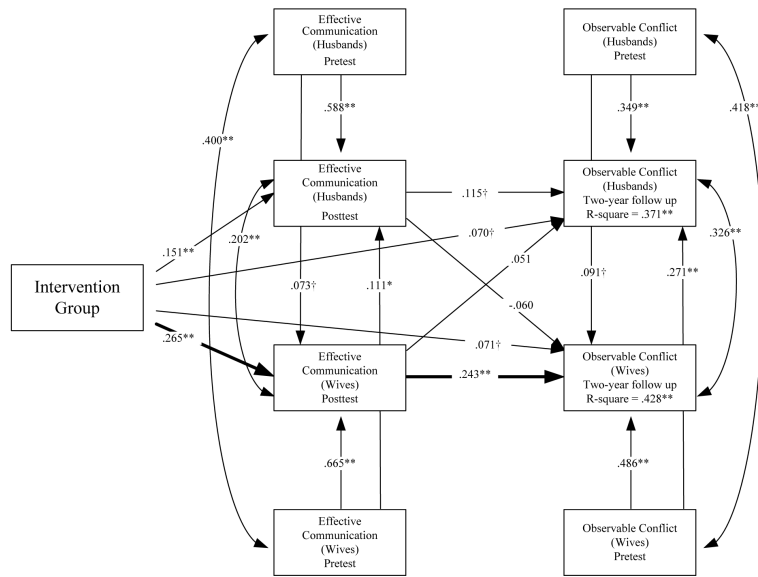 Effective
Communication
(Husbands)
Pretest
Observable Conflict
(Husbands)
Pretest
.588**
.349**
.418**
.400**
Effective
Communication
(Husbands)
Posttest
Observable Conflict
(Husbands)
Two-year follow up
R-square = .371**
.115†
.202**
.151**
.070†
.326**
.051
.073†
.111*
.091†
.271**
Intervention
Group
-.060
.265**
.071†
Effective
Communication
(Wives)
Posttest
Observable Conflict
(Wives)
Two-year follow up
R-square = .428**
.243**
.665**
.486**
Effective
Communication
(Wives)
Pretest
Observable Conflict
(Wives)
Pretest